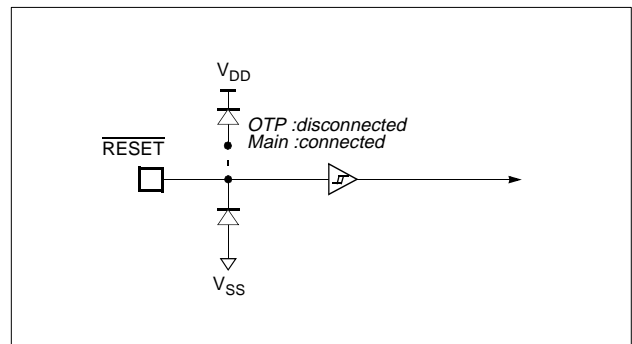 VDD
OTP :disconnected
Main :connected
RESET
VSS